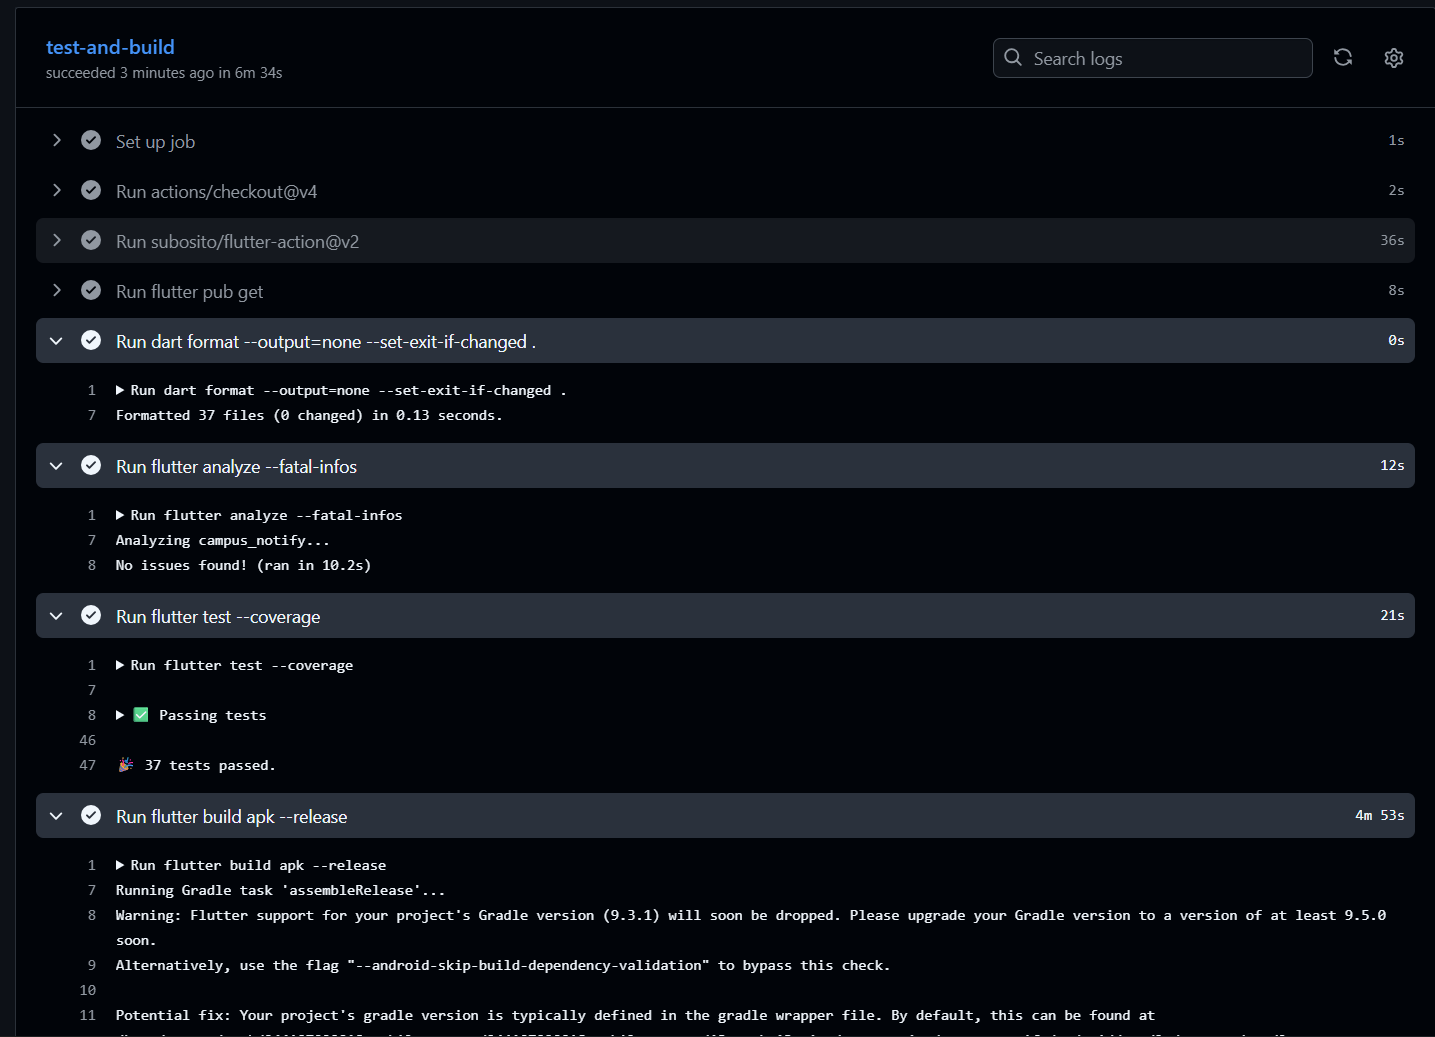 test-and-build
succeeded 3 minutes ago in 6m 34s
Search logs
Set up job 1s
Run actions/checkout@v4 2s
Run subosito/flutter-action@v2 36s
Run flutter pub get 8s
Run dart format --output=none --set-exit-if-changed . 0s
1 Run dart format --output=none --set-exit-if-changed .
7 Formatted 37 files (0 changed) in 0.13 seconds.
Run flutter analyze --fatal-infos 12s
1 Run flutter analyze --fatal-infos
7 Analyzing campus_notify...
8 No issues found! (ran in 10.2s)
Run flutter test --coverage 21s
1 Run flutter test --coverage
7
8 ✅ Passing tests
46
47 🎉 37 tests passed.
Run flutter build apk --release 4m 53s
1 Run flutter build apk --release
7 Running Gradle task 'assembleRelease'...
8 Warning: Flutter support for your project's Gradle version (9.3.1) will soon be dropped. Please upgrade your Gradle version to a version of at least 9.5.0
soon.
9 Alternatively, use the flag "--android-skip-build-dependency-validation" to bypass this check.
10
11 Potential fix: Your project's gradle version is typically defined in the gradle wrapper file. By default, this can be found at